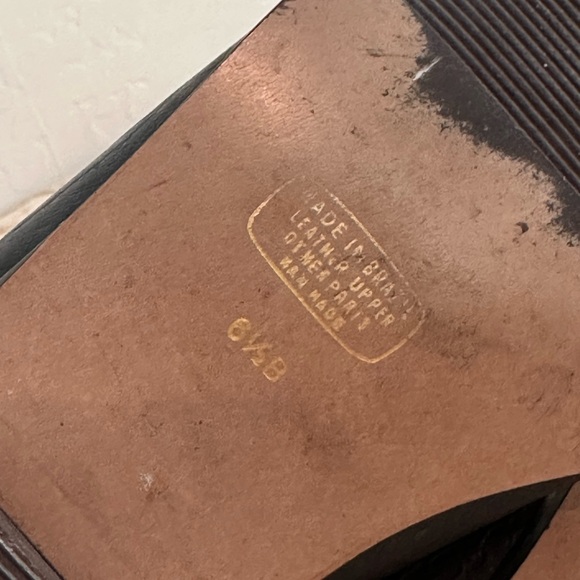 MADE IN BRAZIL
LEATHER UPPER
OTHER PARTS
MAN MADE
6½B